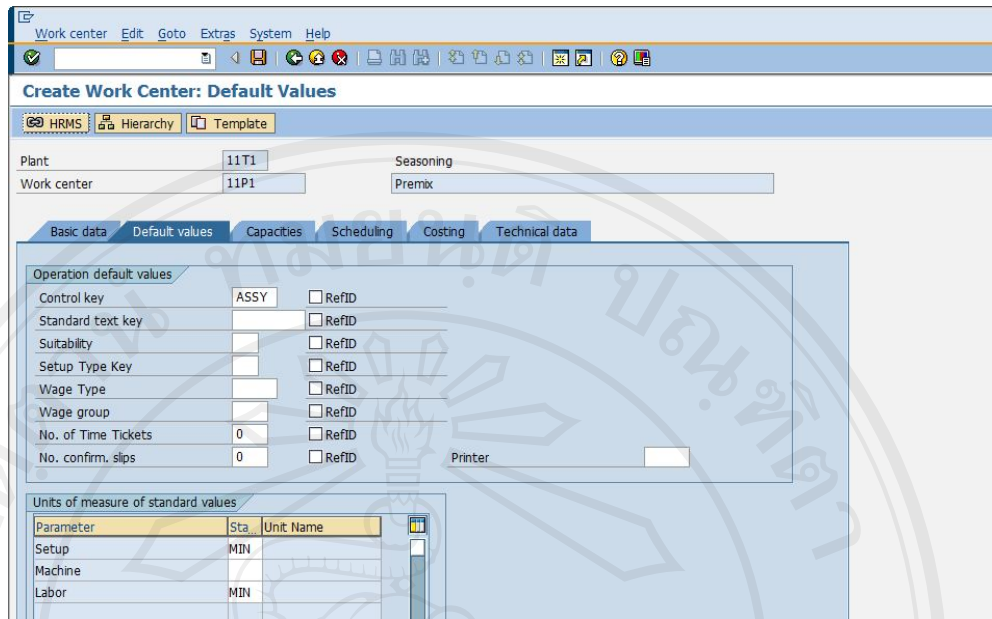 Work center Edit Goto Extras System Help
Create Work Center: Default Values
HRMS Hierarchy Template
Plant 11T1 Seasoning
Work center 11P1 Premix
Basic data Default values Capacities Scheduling Costing Technical data
Operation default values
Control key ASSY RefID
Standard text key RefID
Suitability RefID
Setup Type Key RefID
Wage Type RefID
Wage group RefID
No. of Time Tickets 0 RefID
No. confirm. slips 0 RefID Printer
Units of measure of standard values
Parameter Sta... Unit Name
Setup MIN
Machine
Labor MIN